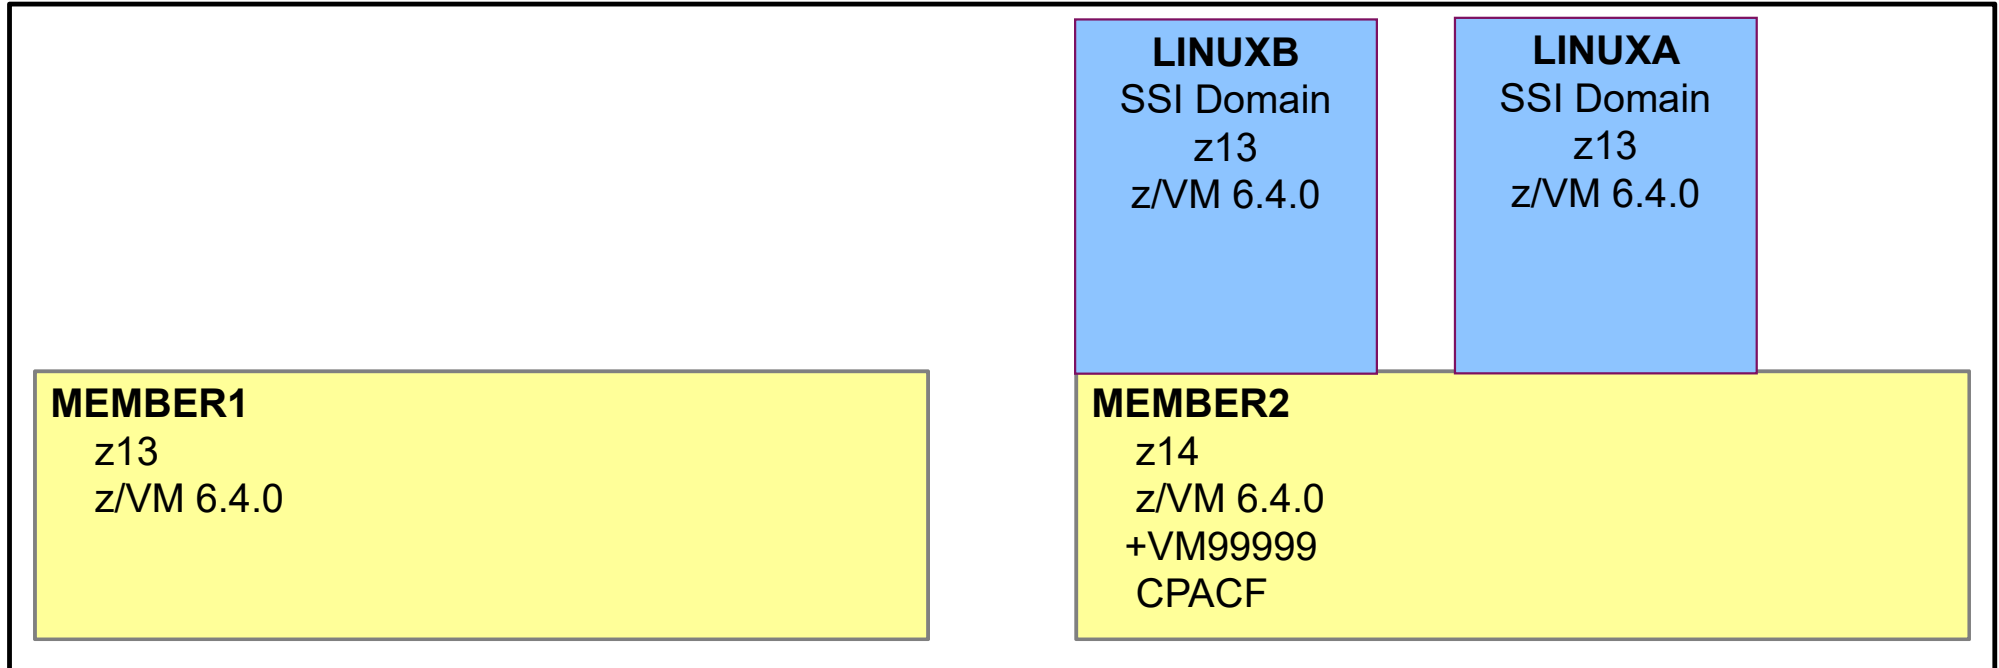 LINUXB
SSI Domain
z13
z/VM 6.4.0
LINUXA
SSI Domain
z13
z/VM 6.4.0
MEMBER1
z13
z/VM 6.4.0
MEMBER2
z14
z/VM 6.4.0
+VM99999
CPACF